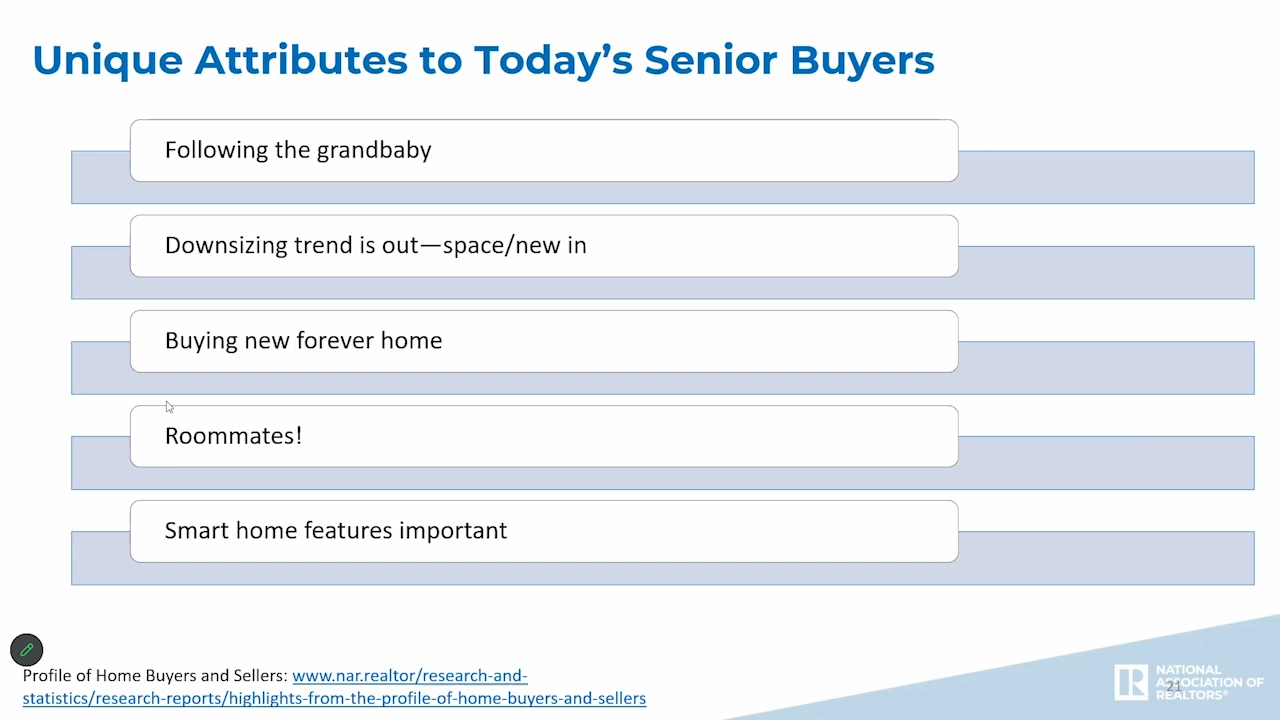 Unique Attributes to Today's Senior Buyers
Following the grandbaby
Downsizing trend is out—space/new in
Buying new forever home
Roommates!
Smart home features important
Profile of Home Buyers and Sellers: www.nar.realtor/research-and-
statistics/research-reports/highlights-from-the-profile-of-home-buyers-and-sellers
NATIONAL
ASSOCIATION OF
REALTORS®
21